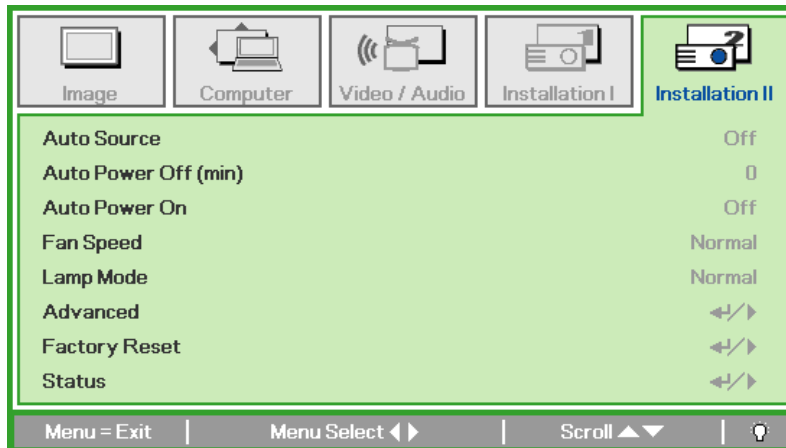 Image Computer Video / Audio Installation I Installation II
Auto Source Off
Auto Power Off (min) 0
Auto Power On Off
Fan Speed Normal
Lamp Mode Normal
Advanced
Factory Reset
Status
Menu = Exit Menu Select Scroll